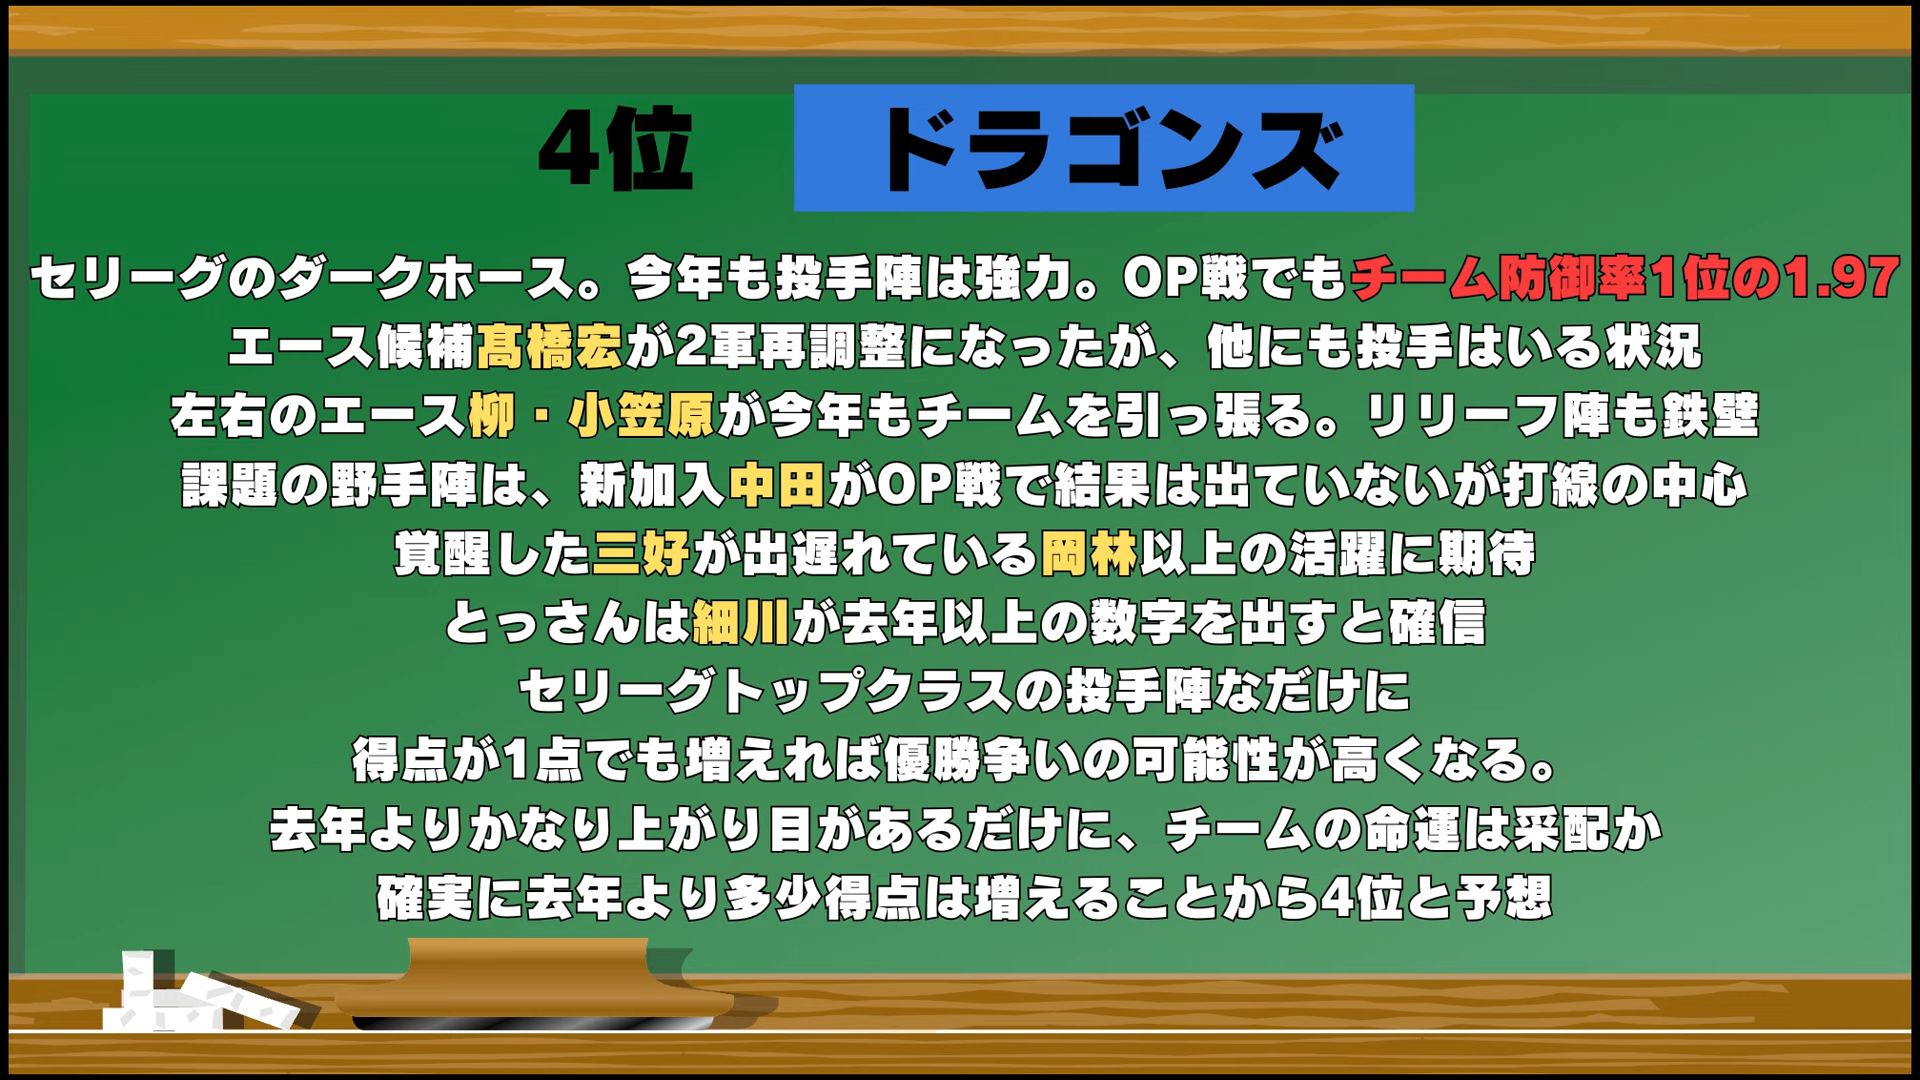 4位 ドラゴンズ
セリーグのダークホース。今年も投手陣は強力。OP戦でもチーム防御率1位の1.97
エース候補髙橋宏が2軍再調整になったが、他にも投手はいる状況
左右のエース柳・小笠原が今年もチームを引っ張る。リリーフ陣も鉄壁
課題の野手陣は、新加入中田がOP戦で結果は出ていないが打線の中心
覚醒した三好が出遅れている岡林以上の活躍に期待
とっさんは細川が去年以上の数字を出すと確信
セリーグトップクラスの投手陣なだけに
得点が1点でも増えれば優勝争いの可能性が高くなる。
去年よりかなり上がり目があるだけに、チームの命運は采配か
確実に去年より多少得点は増えることから4位と予想